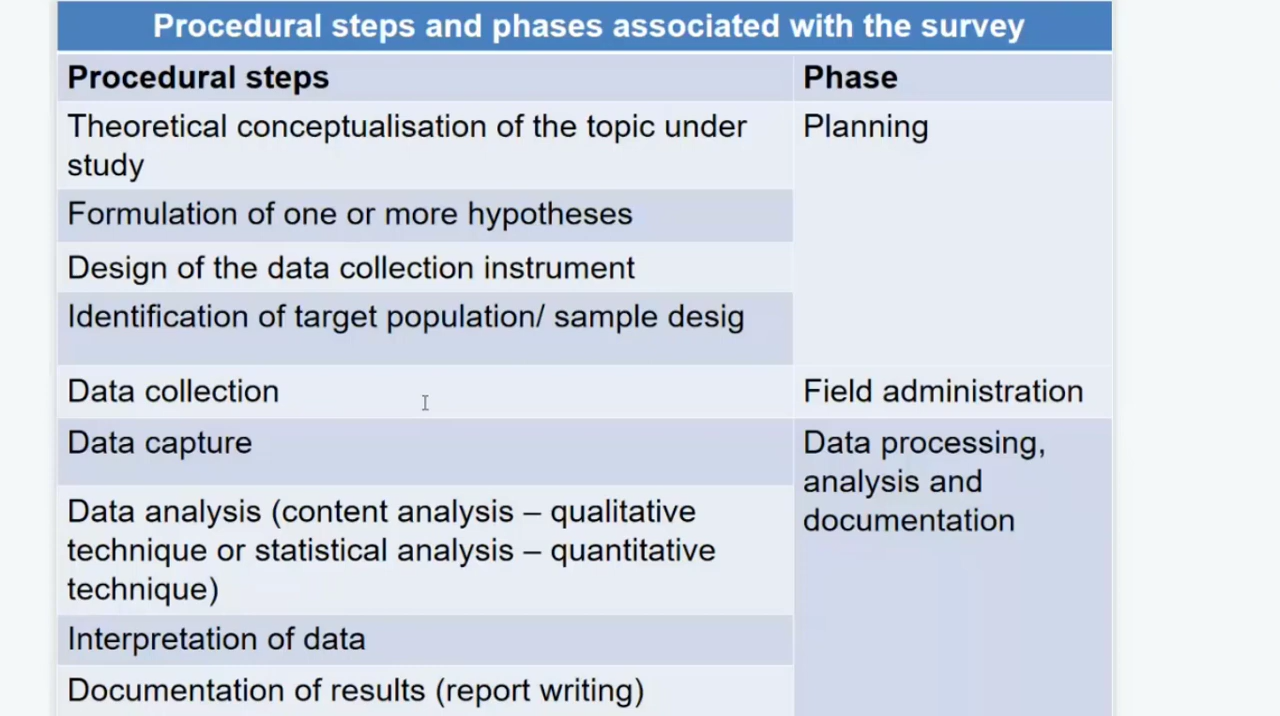 Procedural steps and phases associated with the survey
Procedural steps
Phase
Theoretical conceptualisation of the topic under
study
Planning
Formulation of one or more hypotheses
Design of the data collection instrument
Identification of target population/ sample desig
Data collection
Field administration
Data capture
Data processing,
analysis and
documentation
Data analysis (content analysis – qualitative
technique or statistical analysis – quantitative
technique)
Interpretation of data
Documentation of results (report writing)